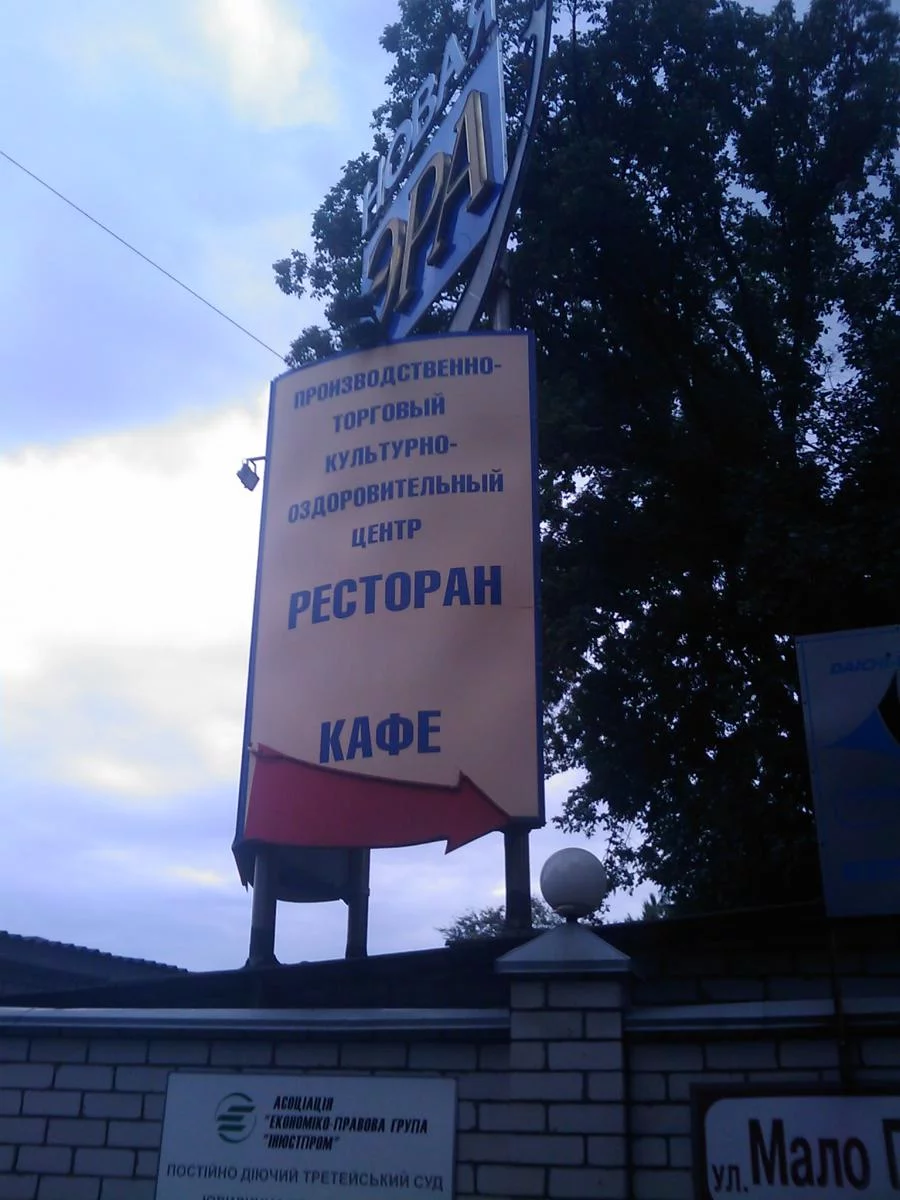 НОВАЯ
ЭРА
ПРОИЗВОДСТВЕННО-
ТОРГОВЫЙ
КУЛЬТУРНО-
ОЗДОРОВИТЕЛЬНЫЙ
ЦЕНТР
РЕСТОРАН
КАФЕ
АСОЦІАЦІЯ
"ЕКОНОМІКО-ПРАВОВА ГРУПА
"ІНЮСТПРОМ"
ПОСТІЙНО ДІЮЧИЙ ТРЕТЕЙСЬКИЙ СУД
ул. Мало